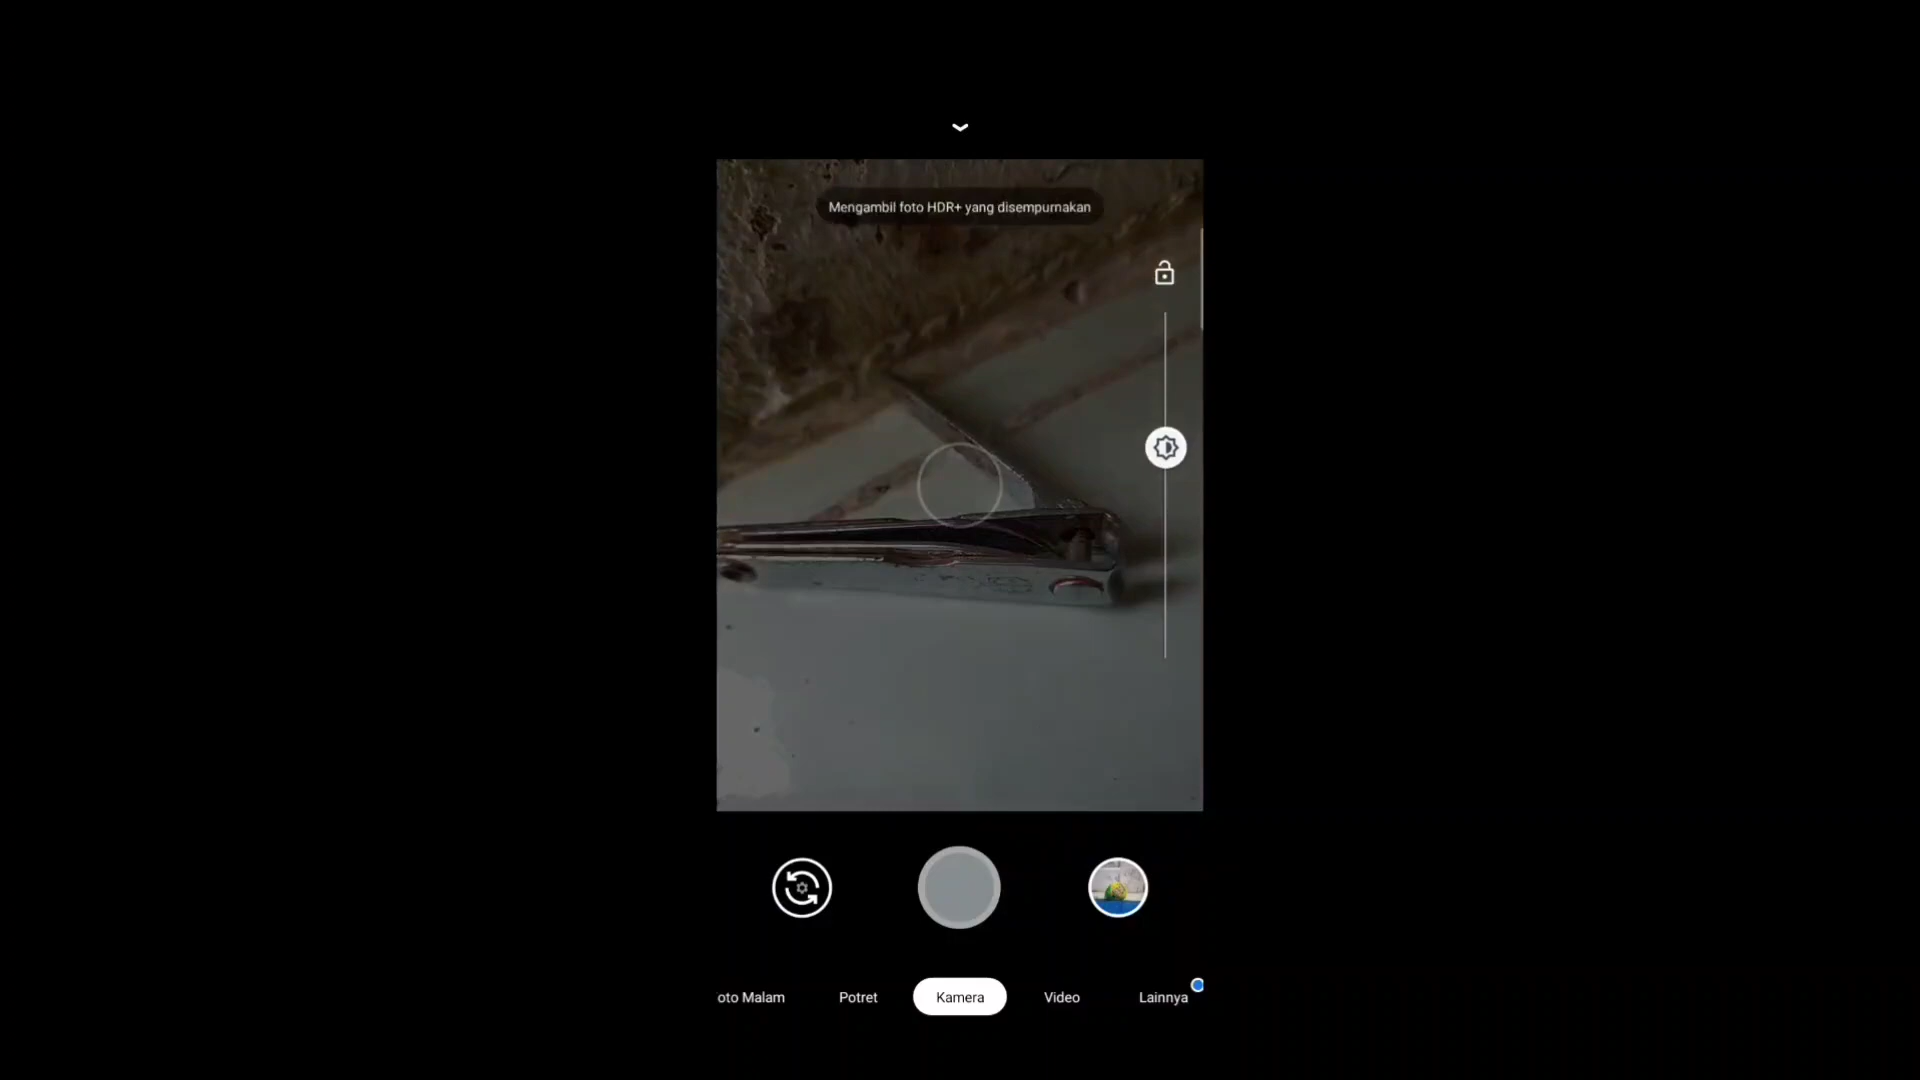 Mengambil foto HDR+ yang disempurnakan
oto Malam
Potret
Kamera
Video
Lainnya